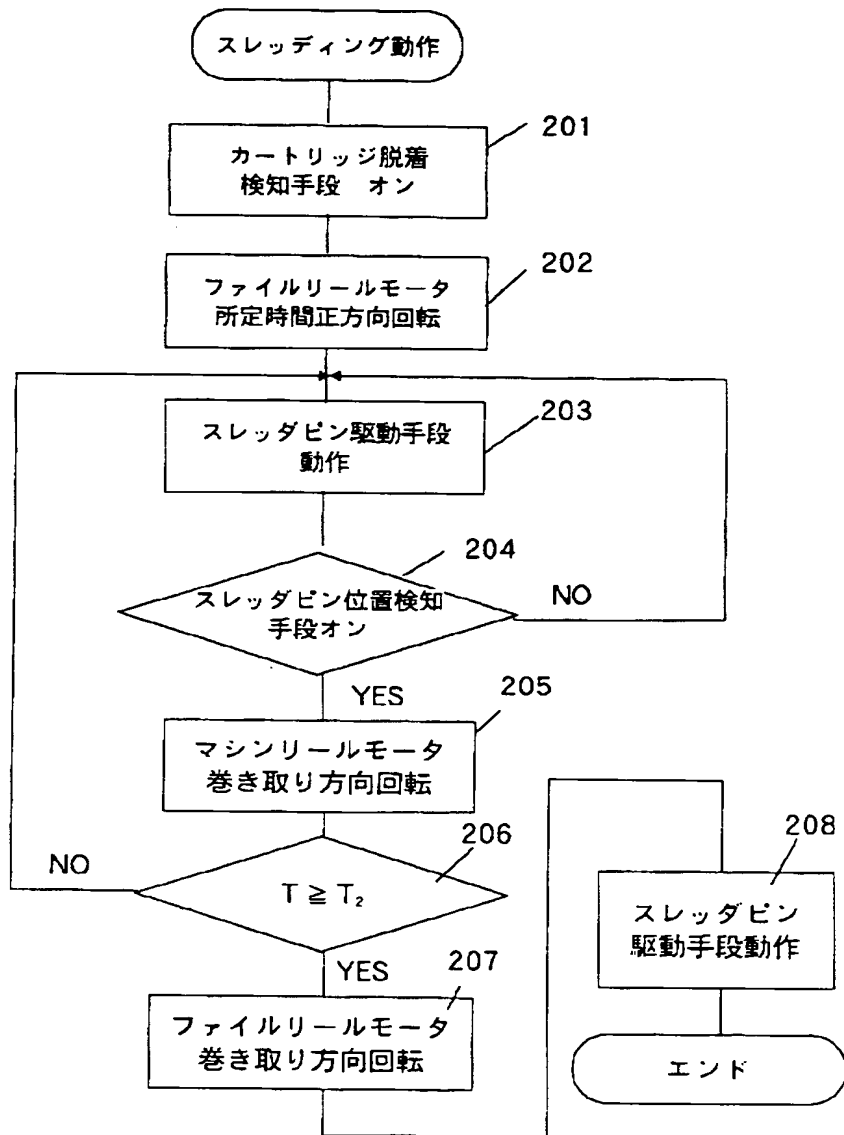 スレッディング動作
201
カートリッジ脱着
検知手段 オン
202
ファイルリールモータ
所定時間正方向回転
203
スレッダピン駆動手段
動作
204
スレッダピン位置検知
手段オン
NO
YES
205
マシンリールモータ
巻き取り方向回転
206
NO
T ≧ T₂
YES
207
ファイルリールモータ
巻き取り方向回転
208
スレッダピン
駆動手段動作
エンド